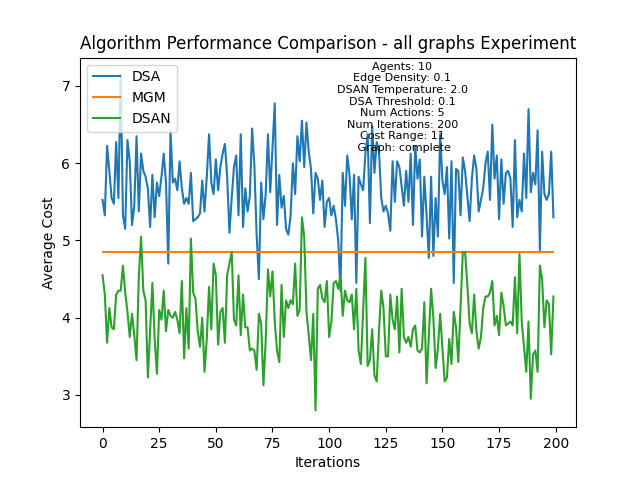 Algorithm Performance Comparison - all graphs Experiment
DSA
MGM
DSAN
Agents: 10
Edge Density: 0.1
DSAN Temperature: 2.0
DSA Threshold: 0.1
Num Actions: 5
Num Iterations: 200
Cost Range: 11
Graph: complete
Average Cost
7
6
5
4
3
0 25 50 75 100 125 150 175 200
Iterations